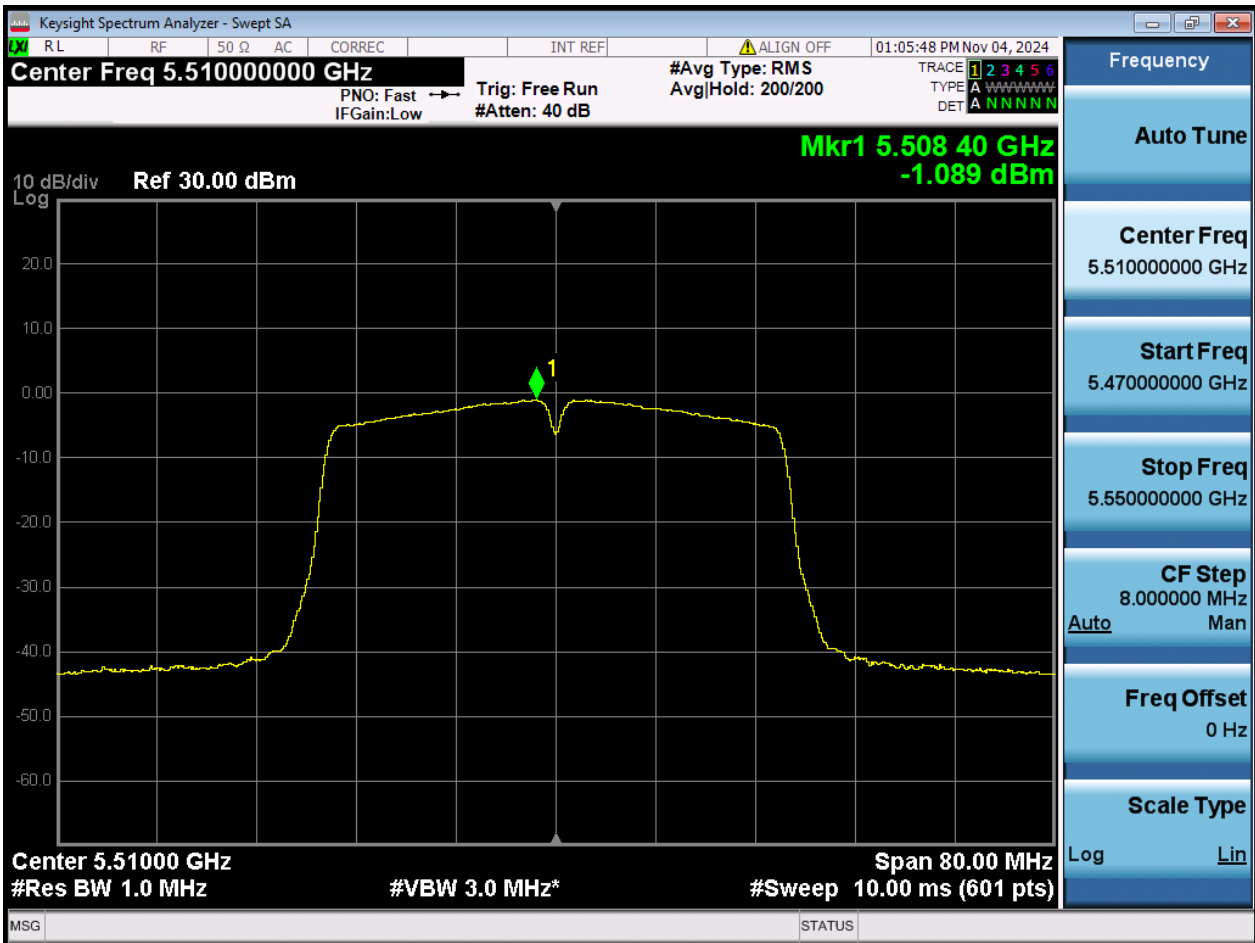 Keysight Spectrum Analyzer - Swept SA
LXI RL RF 50 Ω AC CORREC INT REF ALIGN OFF 01:05:48 PM Nov 04, 2024
Center Freq 5.510000000 GHz
PNO: Fast
IFGain:Low
Trig: Free Run
#Atten: 40 dB
#Avg Type: RMS
Avg|Hold: 200/200
TRACE 1 2 3 4 5 6
TYPE A WWWWW
DET A N N N N N
Mkr1 5.508 40 GHz
-1.089 dBm
10 dB/div Ref 30.00 dBm
Log
20.0
10.0
0.00
-10.0
-20.0
-30.0
-40.0
-50.0
-60.0
1
Center 5.51000 GHz Span 80.00 MHz
#Res BW 1.0 MHz #VBW 3.0 MHz* #Sweep 10.00 ms (601 pts)
MSG STATUS
Frequency
Auto Tune
Center Freq
5.510000000 GHz
Start Freq
5.470000000 GHz
Stop Freq
5.550000000 GHz
CF Step
8.000000 MHz
Auto Man
Freq Offset
0 Hz
Scale Type
Log Lin